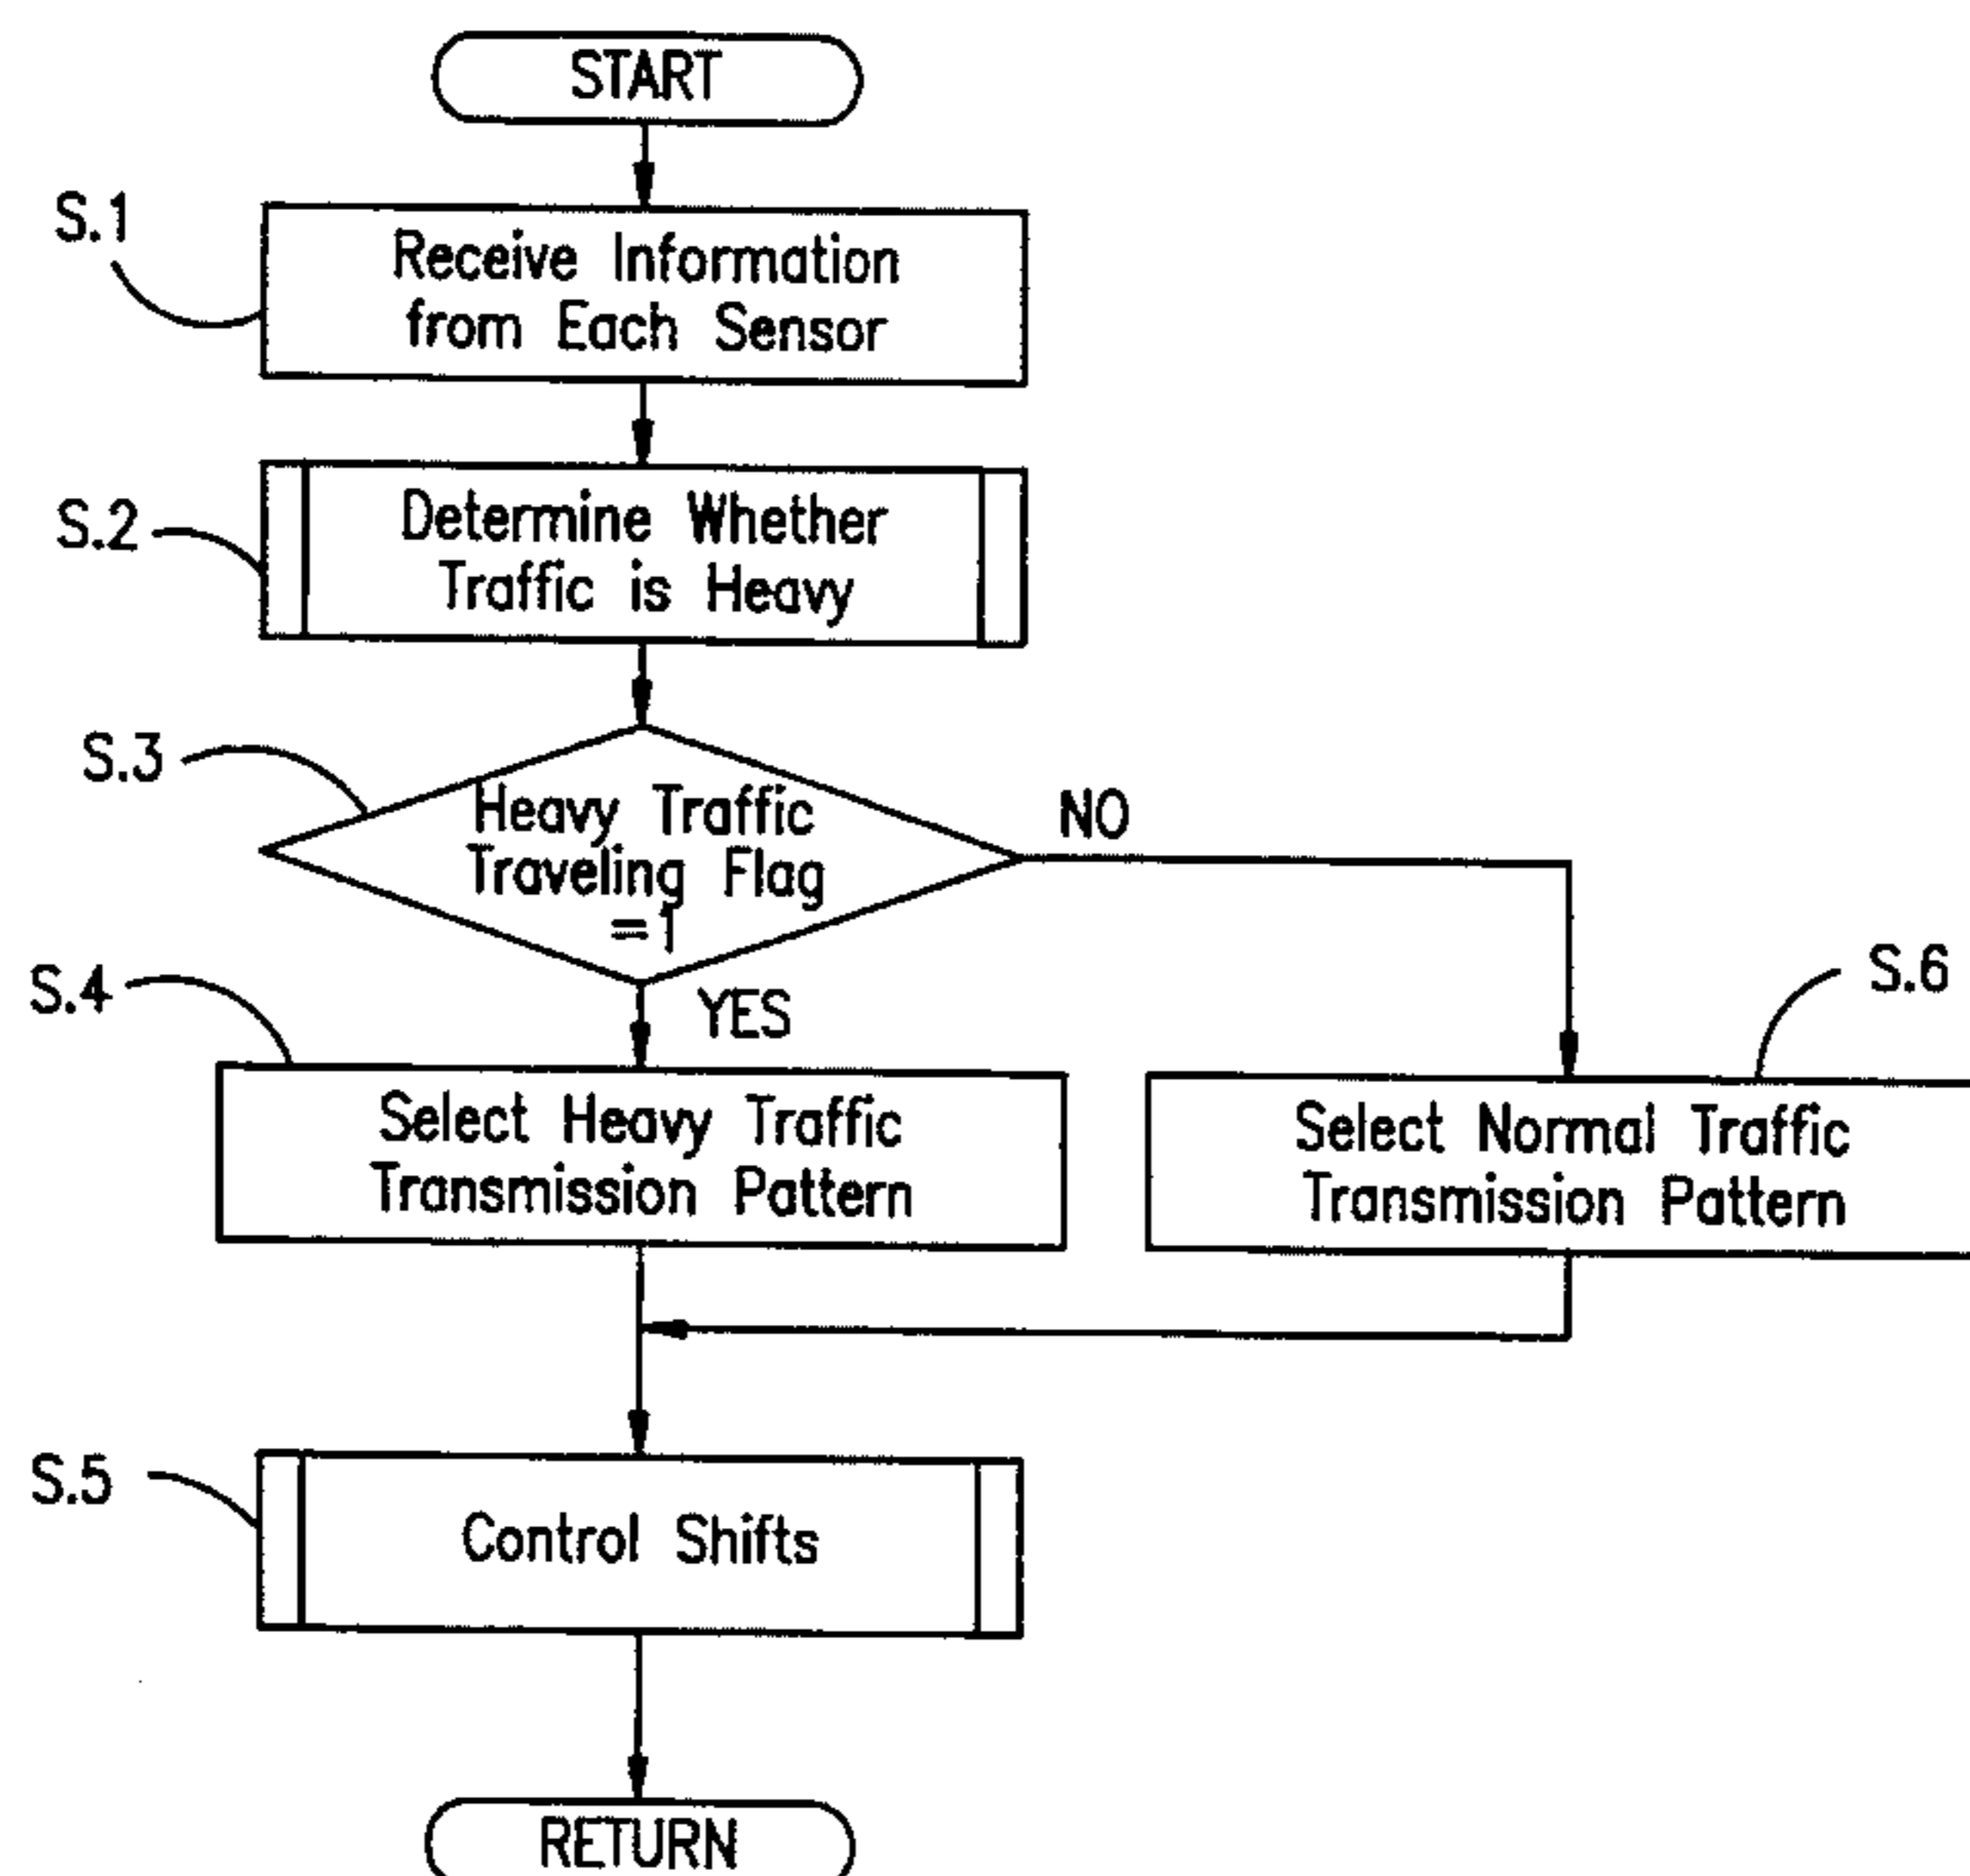 START
S.1
Receive Information
from Each Sensor
S.2
Determine Whether
Traffic is Heavy
S.3
Heavy Traffic
Traveling Flag
=1
NO
YES
S.4
Select Heavy Traffic
Transmission Pattern
S.6
Select Normal Traffic
Transmission Pattern
S.5
Control Shifts
RETURN